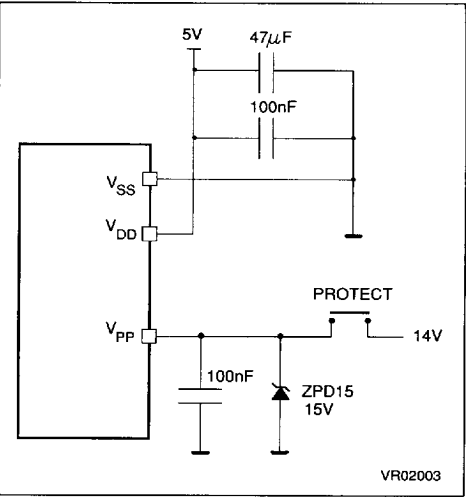 5V
47μF
100nF
VSS
VDD
PROTECT
VPP
14V
100nF
ZPD15
15V
VR02003